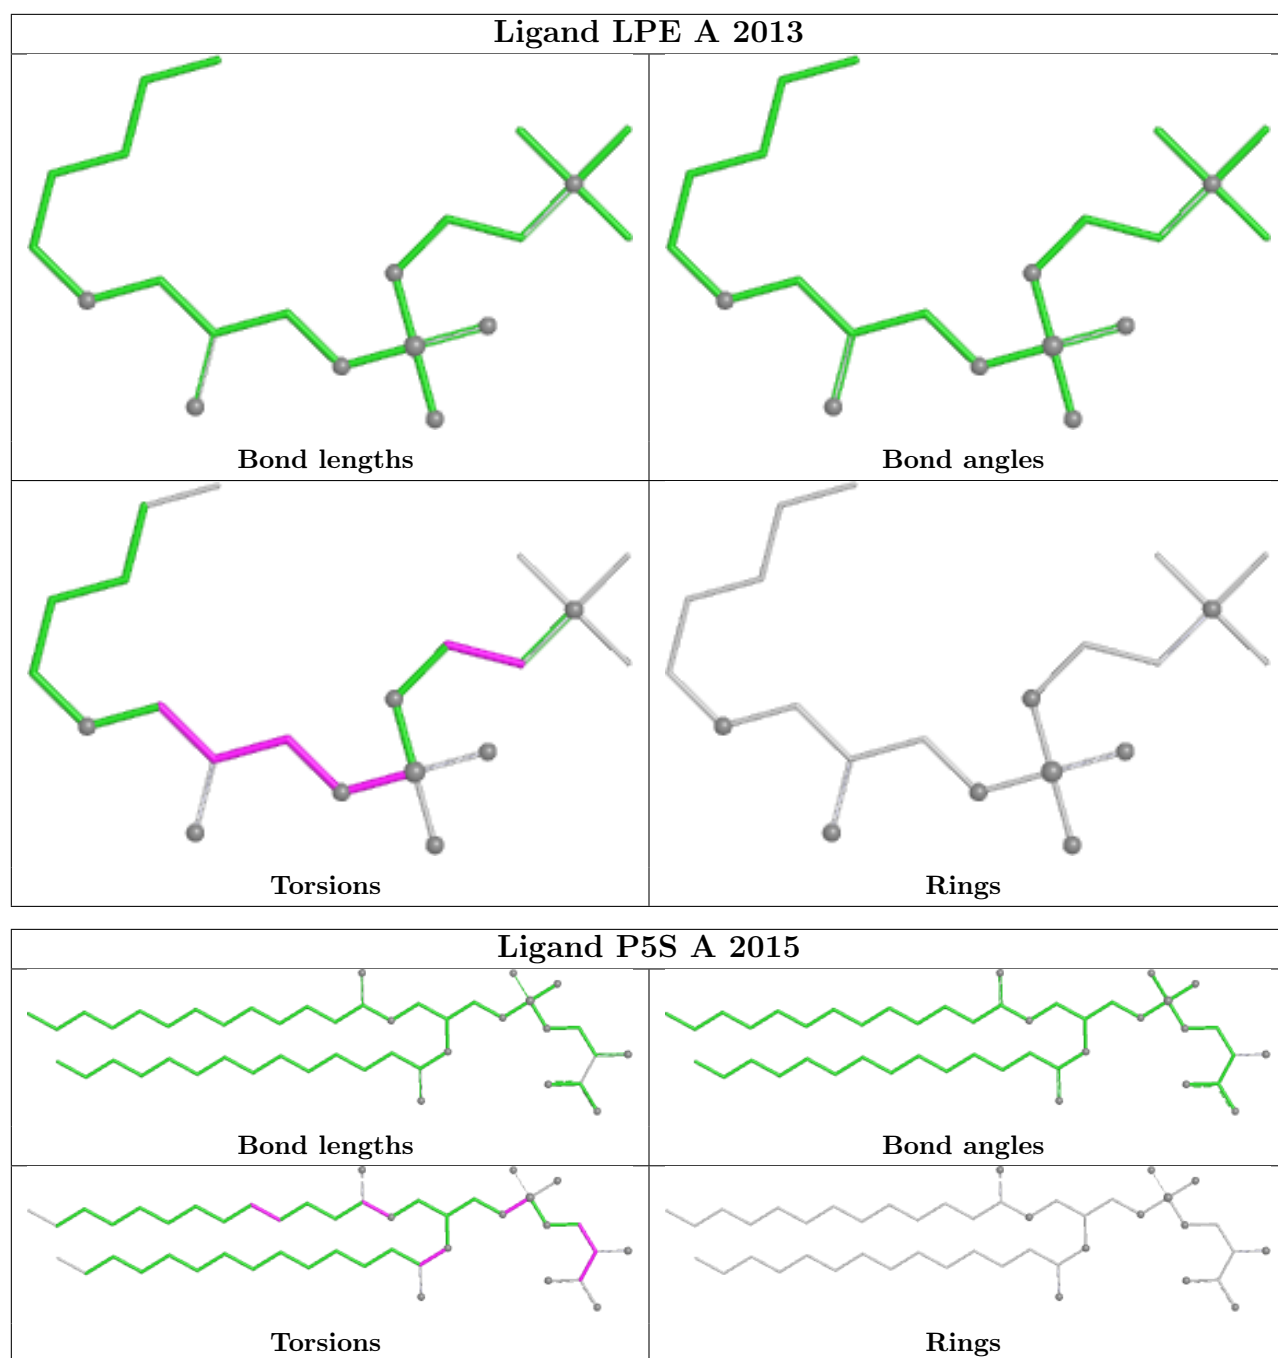 Ligand LPE A 2013
Bond lengths
Bond angles
Torsions
Rings
Ligand P5S A 2015
Bond lengths
Bond angles
Torsions
Rings